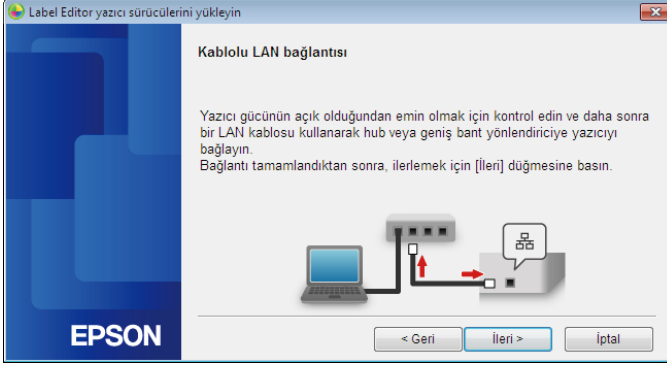 Label Editor yazıcı sürücülerini yükleyin
Kablolu LAN bağlantısı
Yazıcı gücünün açık olduğundan emin olmak için kontrol edin ve daha sonra
bir LAN kablosu kullanarak hub veya geniş bant yönlendiriciye yazıcıyı
bağlayın.
Bağlantı tamamlandıktan sonra, ilerlemek için [İleri] düğmesine basın.
EPSON
< Geri
İleri >
İptal